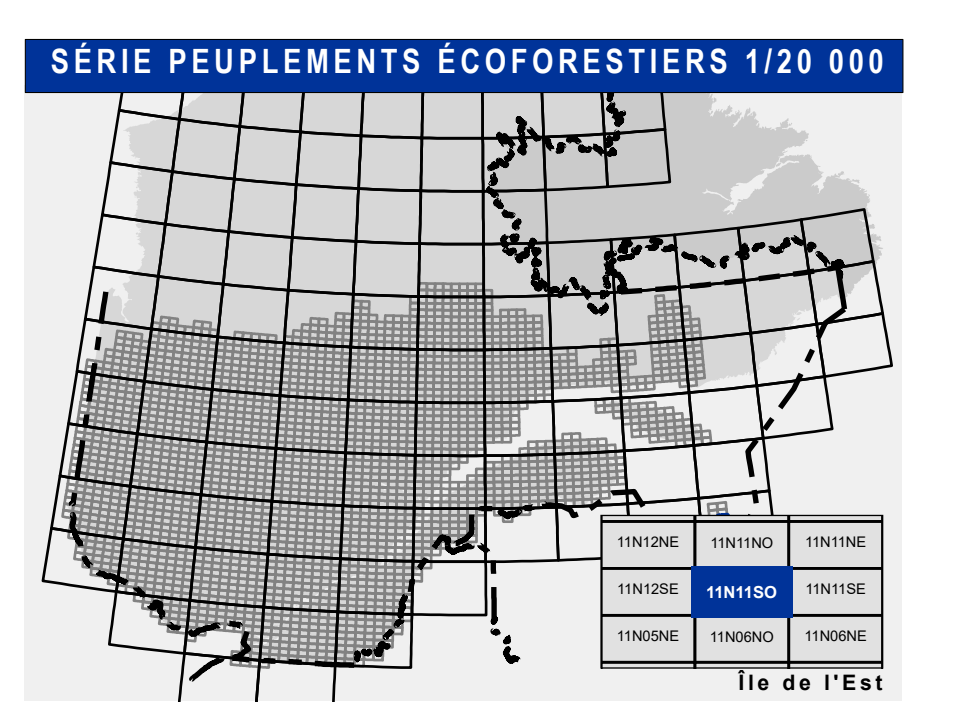 SÉRIE PEUPLEMENTS ÉCOFORESTIERS 1/20 000
11N12NE 11N11NO 11N11NE
11N12SE 11N11SO 11N11SE
11N05NE 11N06NO 11N06NE
Île de l'Est